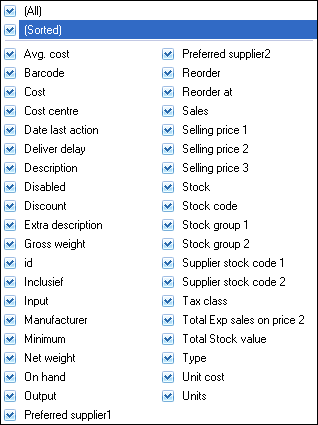 (All)
(Sorted)
Avg. cost
Barcode
Cost
Cost centre
Date last action
Deliver delay
Description
Disabled
Discount
Extra description
Gross weight
id
Inclusief
Input
Manufacturer
Minimum
Net weight
On hand
Output
Preferred supplier1
Preferred supplier2
Reorder
Reorder at
Sales
Selling price 1
Selling price 2
Selling price 3
Stock
Stock code
Stock group 1
Stock group 2
Supplier stock code 1
Supplier stock code 2
Tax class
Total Exp sales on price 2
Total Stock value
Type
Unit cost
Units